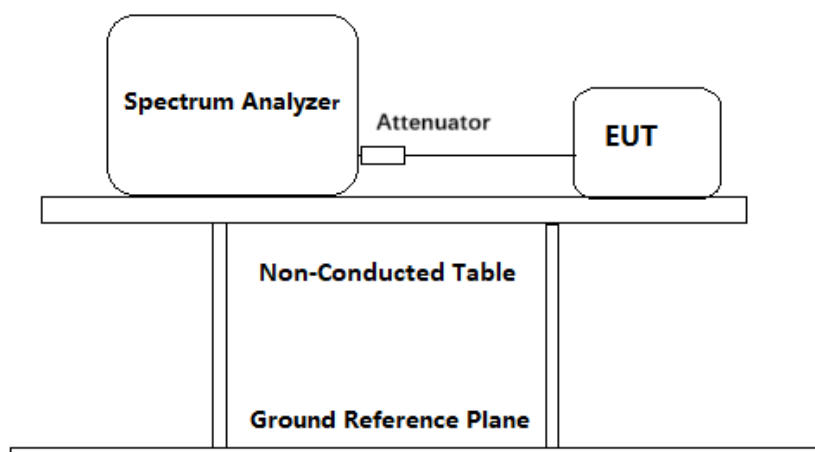 Spectrum Analyzer
Attenuator
EUT
Non-Conducted Table
Ground Reference Plane